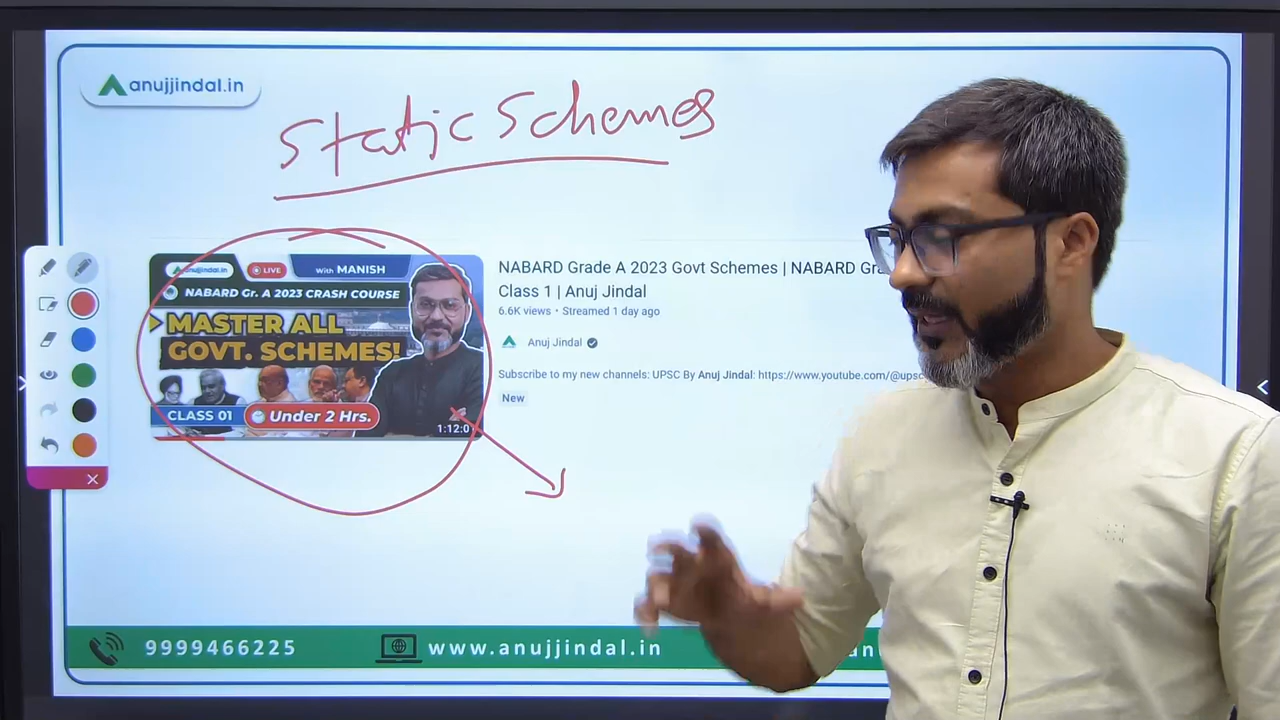 anujjindal.in
Static Schemes
anujjindal.in
LIVE
With MANISH
NABARD Gr. A 2023 CRASH COURSE
MASTER ALL
GOVT. SCHEMES!
CLASS 01
Under 2 Hrs.
1:12:0
NABARD Grade A 2023 Govt Schemes | NABARD Gra
Class 1 | Anuj Jindal
6.6K views • Streamed 1 day ago
Anuj Jindal
Subscribe to my new channels: UPSC By Anuj Jindal: https://www.youtube.com/@upsc
New
9999466225
www.anujjindal.in